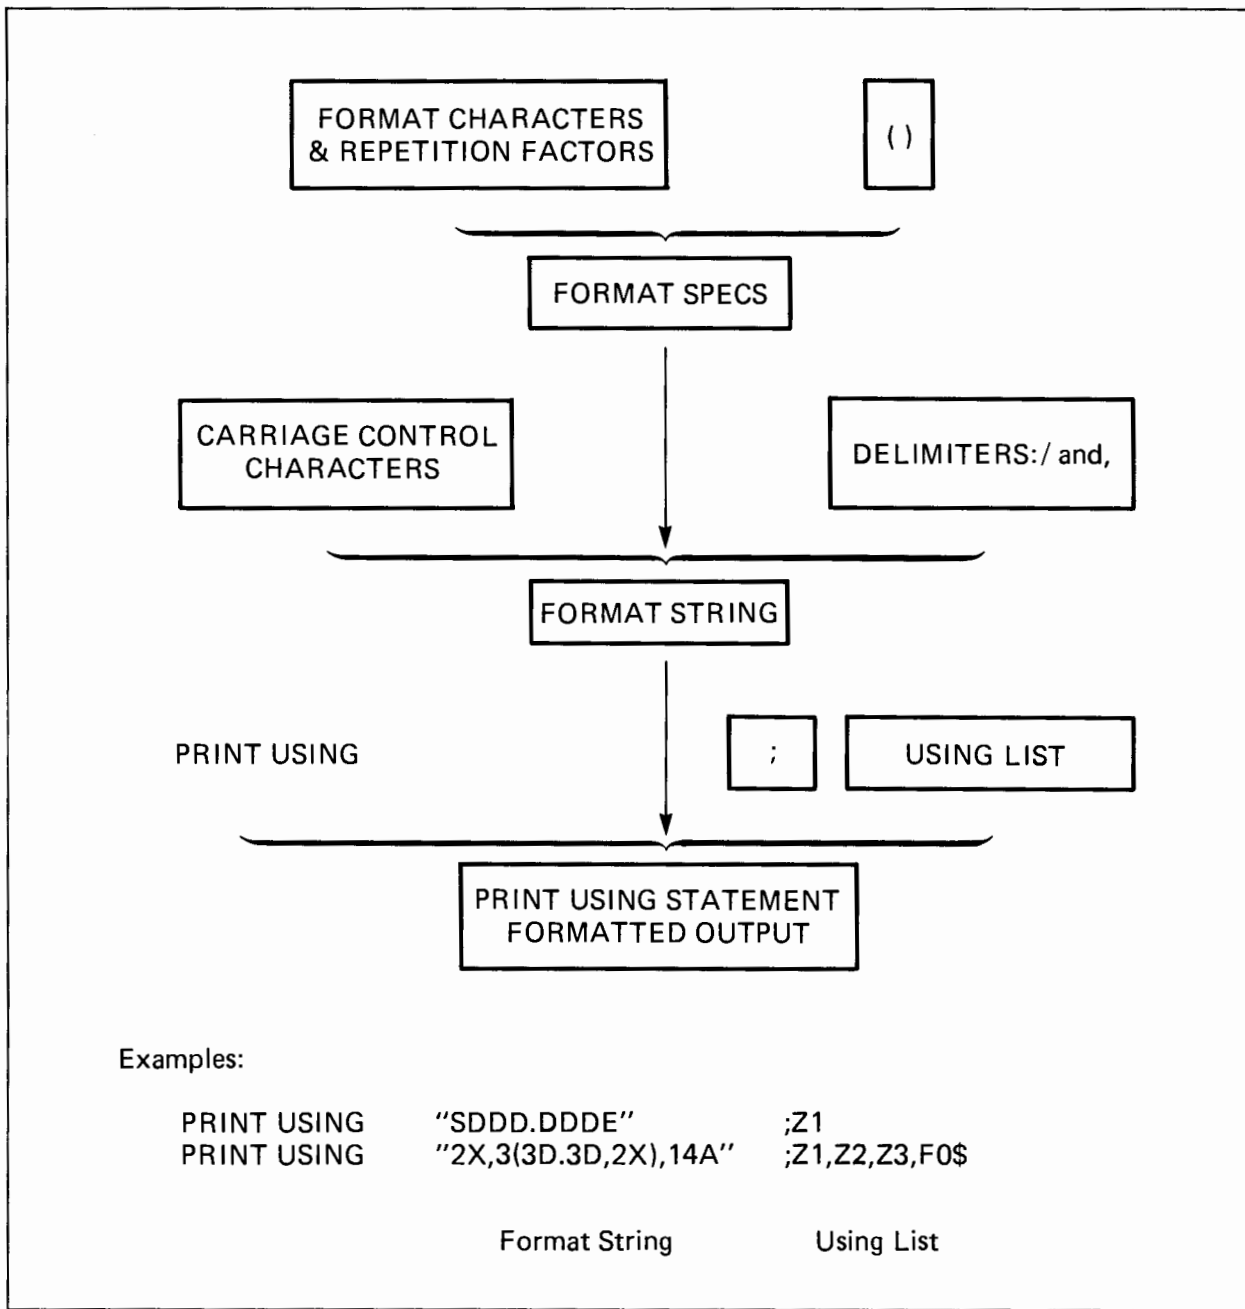 FORMAT CHARACTERS
& REPETITION FACTORS
( )
FORMAT SPECS
CARRIAGE CONTROL
CHARACTERS
DELIMITERS:/ and,
FORMAT STRING
PRINT USING
;
USING LIST
PRINT USING STATEMENT
FORMATTED OUTPUT
Examples:
PRINT USING "SDDD.DDDE" ;Z1
PRINT USING "2X,3(3D.3D,2X),14A" ;Z1,Z2,Z3,F0$
Format String Using List